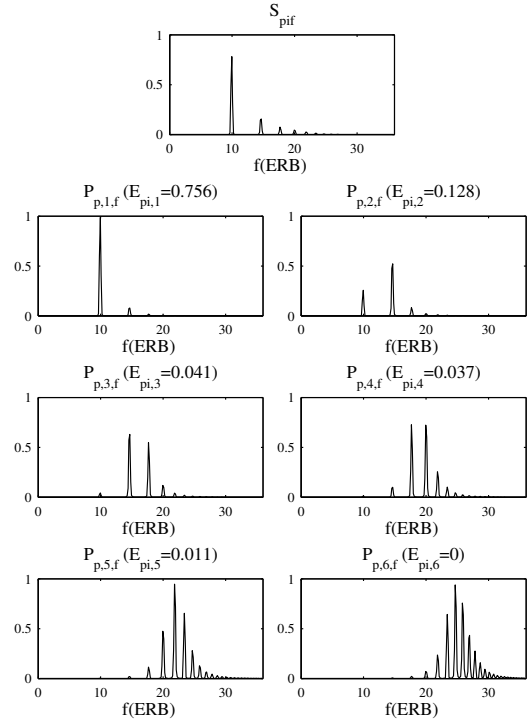 S_pif
1
0.5
0
0 10 20 30
f(ERB)
P_p,1,f (E_pi,1=0.756)
P_p,2,f (E_pi,2=0.128)
1
0.5
0
0 10 20 30
f(ERB)
1
0.5
0
0 10 20 30
f(ERB)
P_p,3,f (E_pi,3=0.041)
P_p,4,f (E_pi,4=0.037)
1
0.5
0
0 10 20 30
f(ERB)
1
0.5
0
0 10 20 30
f(ERB)
P_p,5,f (E_pi,5=0.011)
P_p,6,f (E_pi,6=0)
1
0.5
0
0 10 20 30
f(ERB)
1
0.5
0
0 10 20 30
f(ERB)